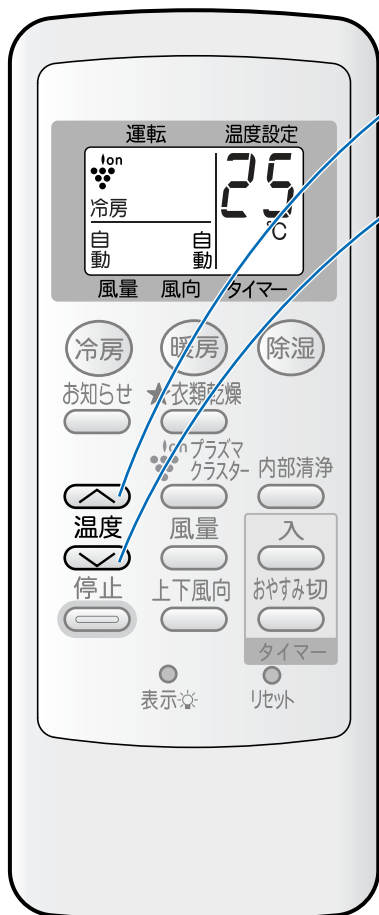 運転 温度設定
ion
冷房 25℃
自動 自動
風量 風向 タイマー
冷房 暖房 除湿
お知らせ ★衣類乾燥
ion プラズマ
クラスター 内部清浄
温度 風量 入
停止 上下風向 おやすみ切
タイマー
表示 リセット